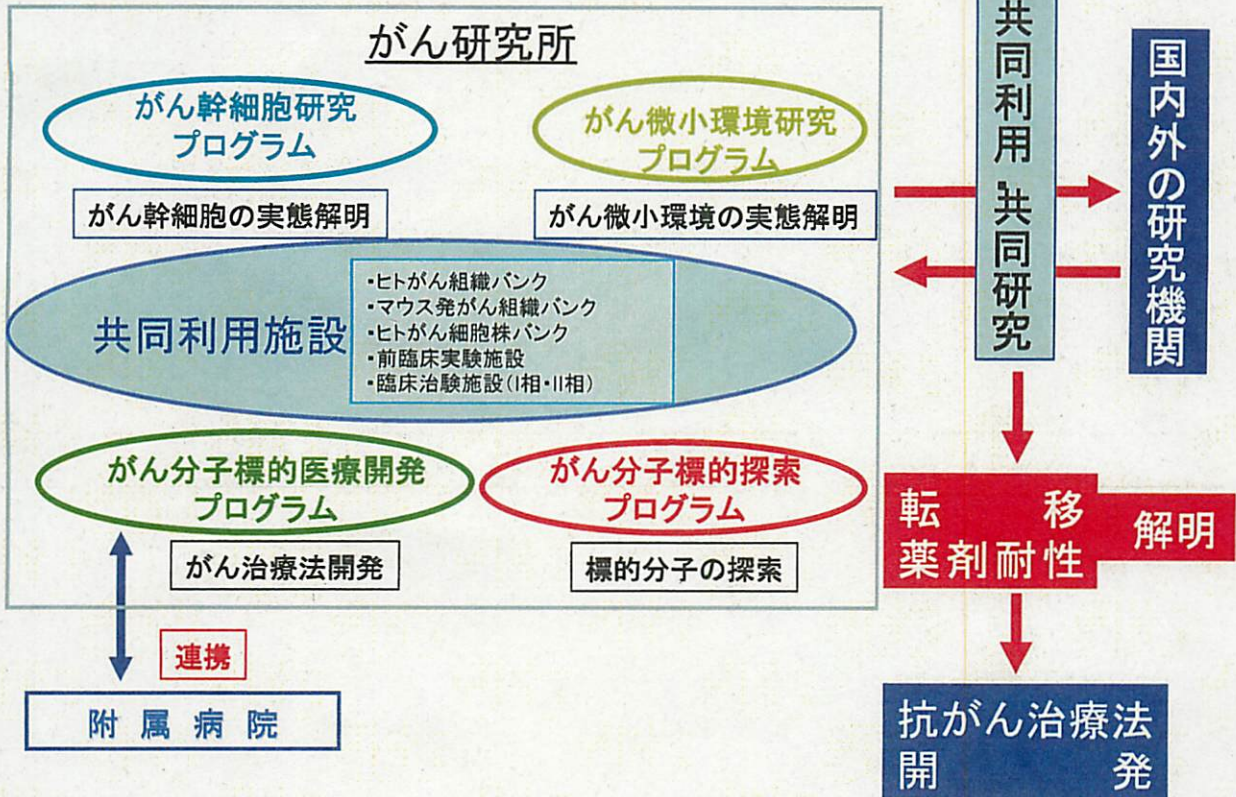 がん研究所
がん幹細胞研究
プログラム
がん微小環境研究
プログラム
がん幹細胞の実態解明
がん微小環境の実態解明
共同利用施設
・ヒトがん組織バンク
・マウス発がん組織バンク
・ヒトがん細胞株バンク
・前臨床実験施設
・臨床治験施設(I相・II相)
がん分子標的医療開発
プログラム
がん分子標的探索
プログラム
がん治療法開発
標的分子の探索
連携
附属病院
共同利用・共同研究
国内外の研究機関
転移
薬剤耐性
解明
抗がん治療法
開発